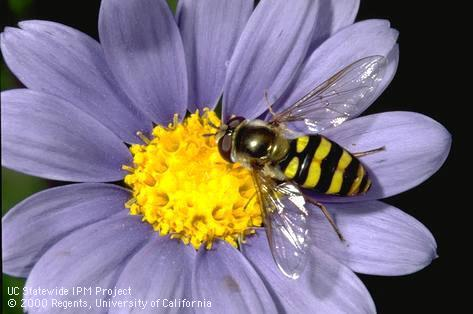 UC Statewide IPM Project
© 2000 Regents, University of California